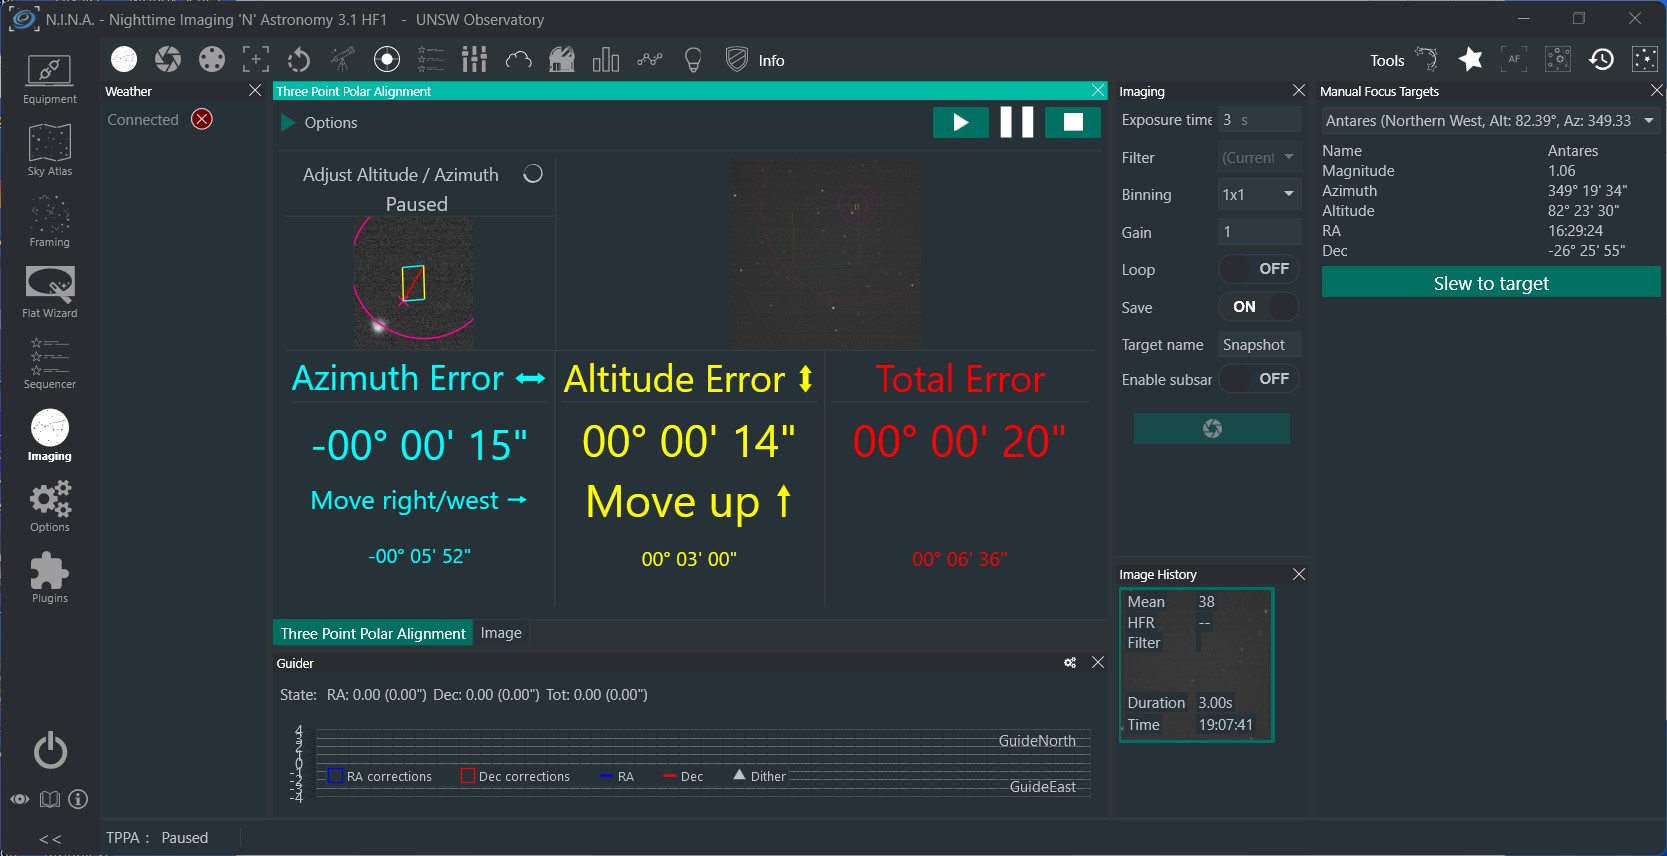 N.I.N.A. - Nighttime Imaging 'N' Astronomy 3.1 HF1 - UNSW Observatory
Equipment
Sky Atlas
Framing
Flat Wizard
Sequencer
Imaging
Options
Plugins
<<
Info
Tools
AF
Weather
Connected
Three Point Polar Alignment
Options
Adjust Altitude / Azimuth
Paused
Azimuth Error
-00° 00' 15"
Move right/west →
-00° 05' 52"
Altitude Error
00° 00' 14"
Move up ↑
00° 03' 00"
Total Error
00° 00' 20"
00° 06' 36"
Three Point Polar Alignment Image
Guider
State: RA: 0.00 (0.00") Dec: 0.00 (0.00") Tot: 0.00 (0.00")
4
3
2
1
0
-1
-2
-3
-4
GuideNorth
RA corrections Dec corrections RA Dec Dither
GuideEast
Imaging
Exposure time 3 s
Filter (Current
Binning 1x1
Gain 1
Loop OFF
Save ON
Target name Snapshot
Enable subsar OFF
Image History
Mean 38
HFR --
Filter
Duration 3.00s
Time 19:07:41
Manual Focus Targets
Antares (Northern West, Alt: 82.39°, Az: 349.33
Name Antares
Magnitude 1.06
Azimuth 349° 19' 34"
Altitude 82° 23' 30"
RA 16:29:24
Dec -26° 25' 55"
Slew to target
TPPA : Paused